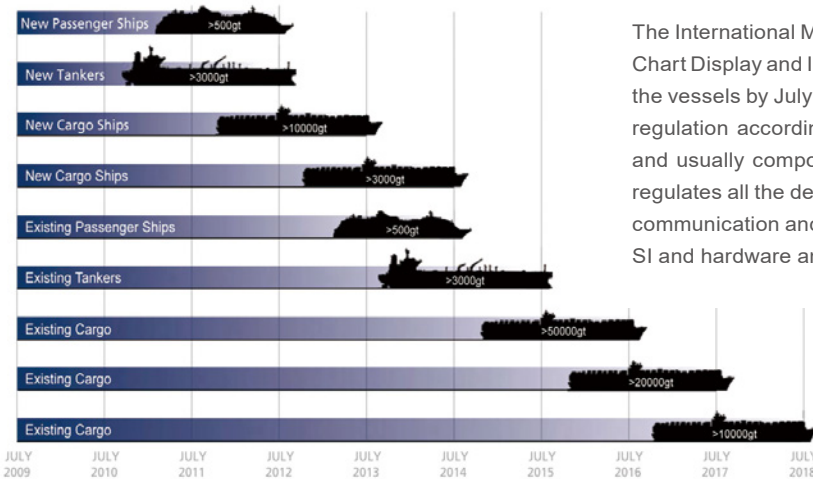 New Passenger Ships >500gt
New Tankers >3000gt
New Cargo Ships >10000gt
New Cargo Ships >3000gt
Existing Passenger Ships >500gt
Existing Tankers >3000gt
Existing Cargo >50000gt
Existing Cargo >20000gt
Existing Cargo >10000gt
JULY JULY JULY JULY JULY JULY JULY JULY JULY JULY
2009 2010 2011 2012 2013 2014 2015 2016 2017 2018
The International M
Chart Display and I
the vessels by July
regulation accordin
and usually compo
regulates all the de
communication and
SI and hardware ar